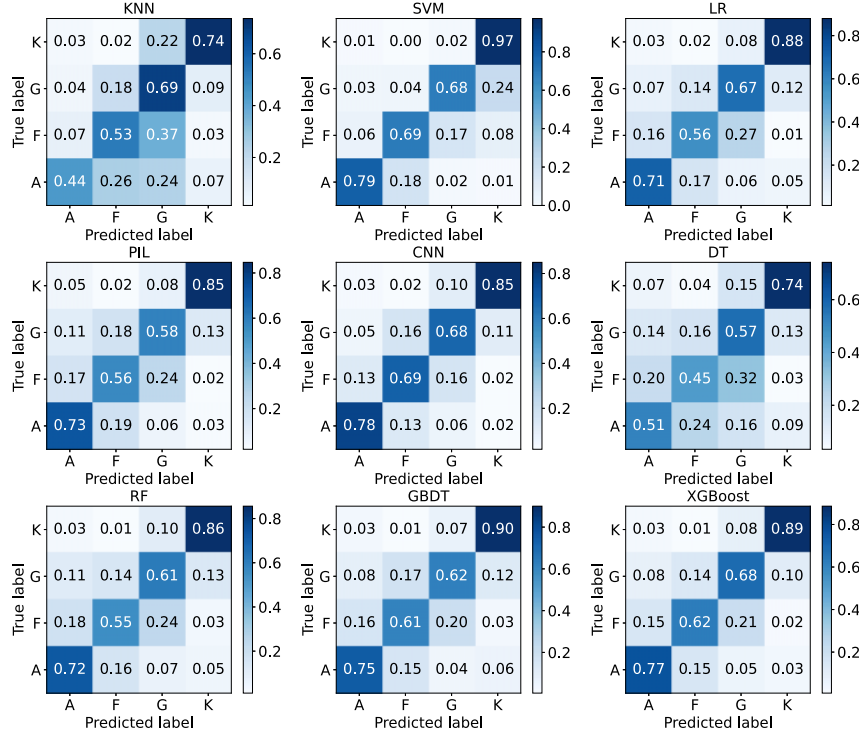 KNN SVM LR
K 0.03 0.02 0.22 0.74 K 0.01 0.00 0.02 0.97 K 0.03 0.02 0.08 0.88
G 0.04 0.18 0.69 0.09 G 0.03 0.04 0.68 0.24 G 0.07 0.14 0.67 0.12
F 0.07 0.53 0.37 0.03 F 0.06 0.69 0.17 0.08 F 0.16 0.56 0.27 0.01
A 0.44 0.26 0.24 0.07 A 0.79 0.18 0.02 0.01 A 0.71 0.17 0.06 0.05
True label True label True label
0.6 0.4 0.2 0.8 0.6 0.4 0.2 0.0 0.8 0.6 0.4 0.2
A F G K A F G K A F G K
Predicted label Predicted label Predicted label
PIL CNN DT
K 0.05 0.02 0.08 0.85 K 0.03 0.02 0.10 0.85 K 0.07 0.04 0.15 0.74
G 0.11 0.18 0.58 0.13 G 0.05 0.16 0.68 0.11 G 0.14 0.16 0.57 0.13
F 0.17 0.56 0.24 0.02 F 0.13 0.69 0.16 0.02 F 0.20 0.45 0.32 0.03
A 0.73 0.19 0.06 0.03 A 0.78 0.13 0.06 0.02 A 0.51 0.24 0.16 0.09
True label True label True label
0.8 0.6 0.4 0.2 0.8 0.6 0.4 0.2 0.6 0.4 0.2
A F G K A F G K A F G K
Predicted label Predicted label Predicted label
RF GBDT XGBoost
K 0.03 0.01 0.10 0.86 K 0.03 0.01 0.07 0.90 K 0.03 0.01 0.08 0.89
G 0.11 0.14 0.61 0.13 G 0.08 0.17 0.62 0.12 G 0.08 0.14 0.68 0.10
F 0.18 0.55 0.24 0.03 F 0.16 0.61 0.20 0.03 F 0.15 0.62 0.21 0.02
A 0.72 0.16 0.07 0.05 A 0.75 0.15 0.04 0.06 A 0.77 0.15 0.05 0.03
True label True label True label
0.8 0.6 0.4 0.2 0.8 0.6 0.4 0.2 0.8 0.6 0.4 0.2
A F G K A F G K A F G K
Predicted label Predicted label Predicted label